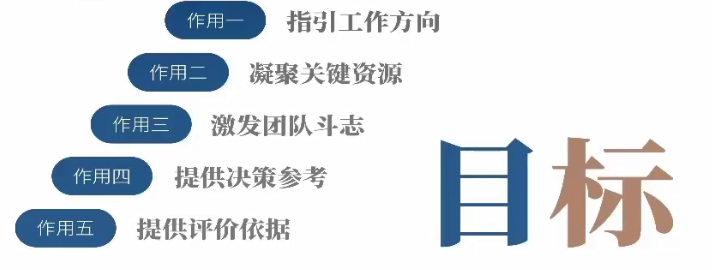 作用一 指引工作方向
作用二 凝聚关键资源
作用三 激发团队斗志
作用四 提供决策参考
作用五 提供评价依据
目标